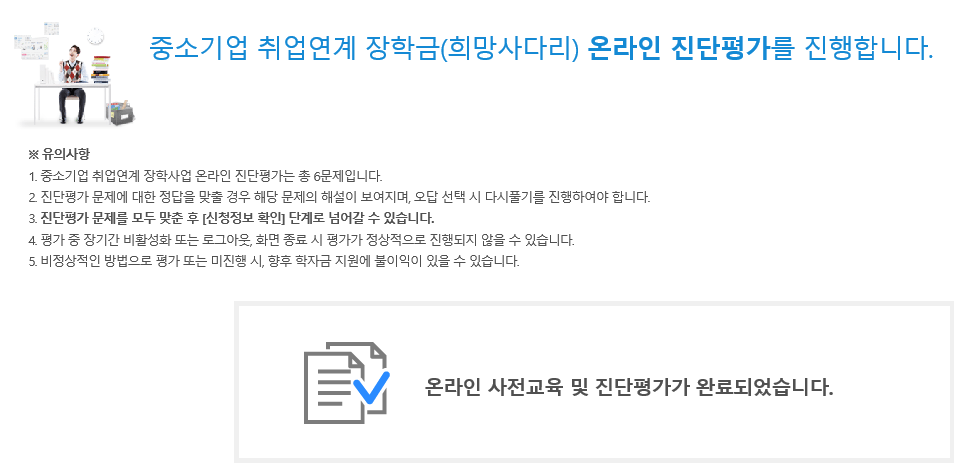 중소기업 취업연계 장학금(희망사다리) 온라인 진단평가를 진행합니다.
※ 유의사항
1. 중소기업 취업연계 장학사업 온라인 진단평가는 총 6문제입니다.
2. 진단평가 문제에 대한 정답을 맞출 경우 해당 문제의 해설이 보여지며, 오답 선택 시 다시풀기를 진행하여야 합니다.
3. 진단평가 문제를 모두 맞춘 후 [신청정보 확인] 단계로 넘어갈 수 있습니다.
4. 평가 중 장기간 비활성화 또는 로그아웃, 화면 종료 시 평가가 정상적으로 진행되지 않을 수 있습니다.
5. 비정상적인 방법으로 평가 또는 미진행 시, 향후 학자금 지원에 불이익이 있을 수 있습니다.
온라인 사전교육 및 진단평가가 완료되었습니다.